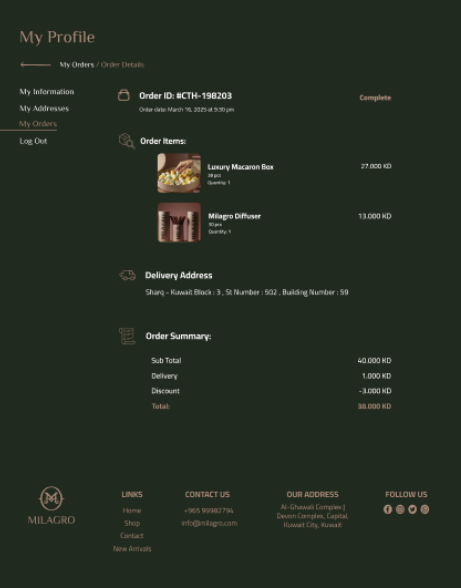 My Profile
My Orders / Order Details
My Information
My Addresses
My Orders
Log Out
Order ID: #CTH-198203
Complete
Order date: March 16, 2025 at 9:30 pm
Order Items:
Luxury Macaron Box
27.000 KD
39 pcs
Quantity: 1
Milagro Diffuser
13.000 KD
Quantity: 1
Delivery Address
Sharq - Kuwait Block : 3 , St Number : 502 , Building Number : 59
Order Summary:
Sub Total 40.000 KD
Delivery 1.000 KD
Discount -3.000 KD
Total: 38.000 KD
MILAGRO
LINKS
Home
Shop
Contact
New Arrivals
CONTACT US
+965 99982794
info@milagro.com
OUR ADDRESS
Al-Ghawali Complex |
Devon Complex, Capital,
Kuwait City, Kuwait
FOLLOW US